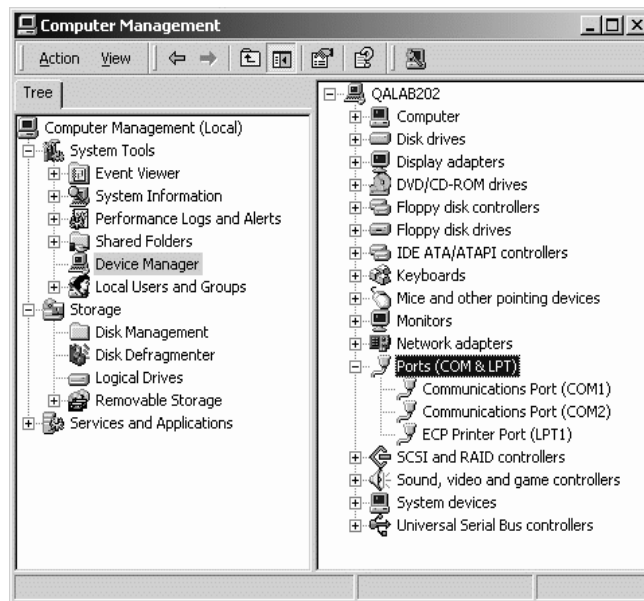 Computer Management
Action View
Tree
Computer Management (Local)
System Tools
Event Viewer
System Information
Performance Logs and Alerts
Shared Folders
Device Manager
Local Users and Groups
Storage
Disk Management
Disk Defragmenter
Logical Drives
Removable Storage
Services and Applications
QALAB202
Computer
Disk drives
Display adapters
DVD/CD-ROM drives
Floppy disk controllers
Floppy disk drives
IDE ATA/ATAPI controllers
Keyboards
Mice and other pointing devices
Monitors
Network adapters
Ports (COM & LPT)
Communications Port (COM1)
Communications Port (COM2)
ECP Printer Port (LPT1)
SCSI and RAID controllers
Sound, video and game controllers
System devices
Universal Serial Bus controllers